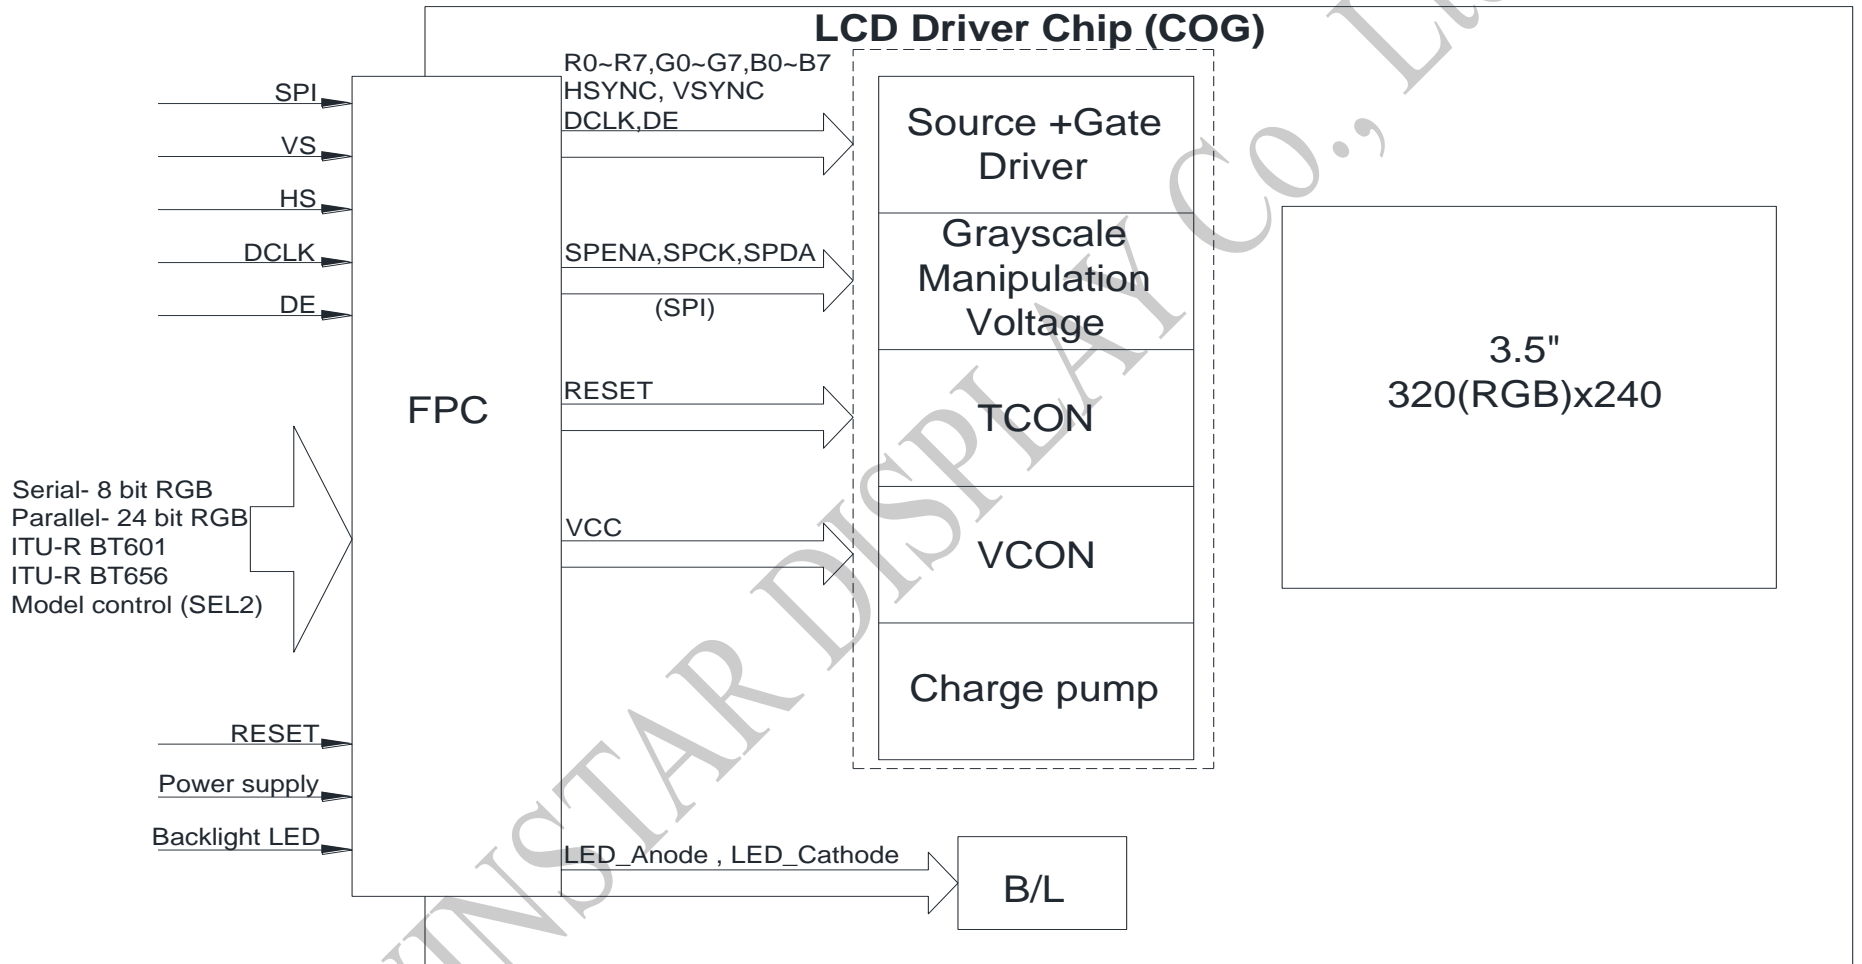 LCD Driver Chip (COG)
SPI
VS
HS
DCLK
DE
Serial- 8 bit RGB
Parallel- 24 bit RGB
ITU-R BT601
ITU-R BT656
Model control (SEL2)
RESET
Power supply
Backlight LED
FPC
R0~R7,G0~G7,B0~B7
HSYNC, VSYNC
DCLK,DE
SPENA,SPCK,SPDA
(SPI)
RESET
VCC
LED_Anode , LED_Cathode
Source +Gate
Driver
Grayscale
Manipulation
Voltage
TCON
VCON
Charge pump
B/L
3.5"
320(RGB)x240
DISPLAY Co.,